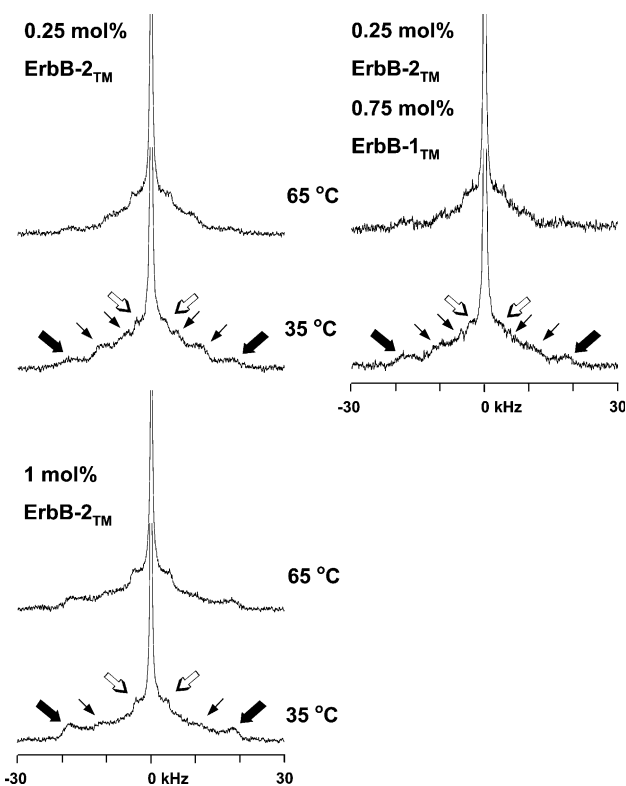 0.25 mol%
ErbB-2TM
65 °C
35 °C
0.25 mol%
ErbB-2TM
0.75 mol%
ErbB-1TM
-30 0 kHz 30
1 mol%
ErbB-2TM
65 °C
35 °C
-30 0 kHz 30